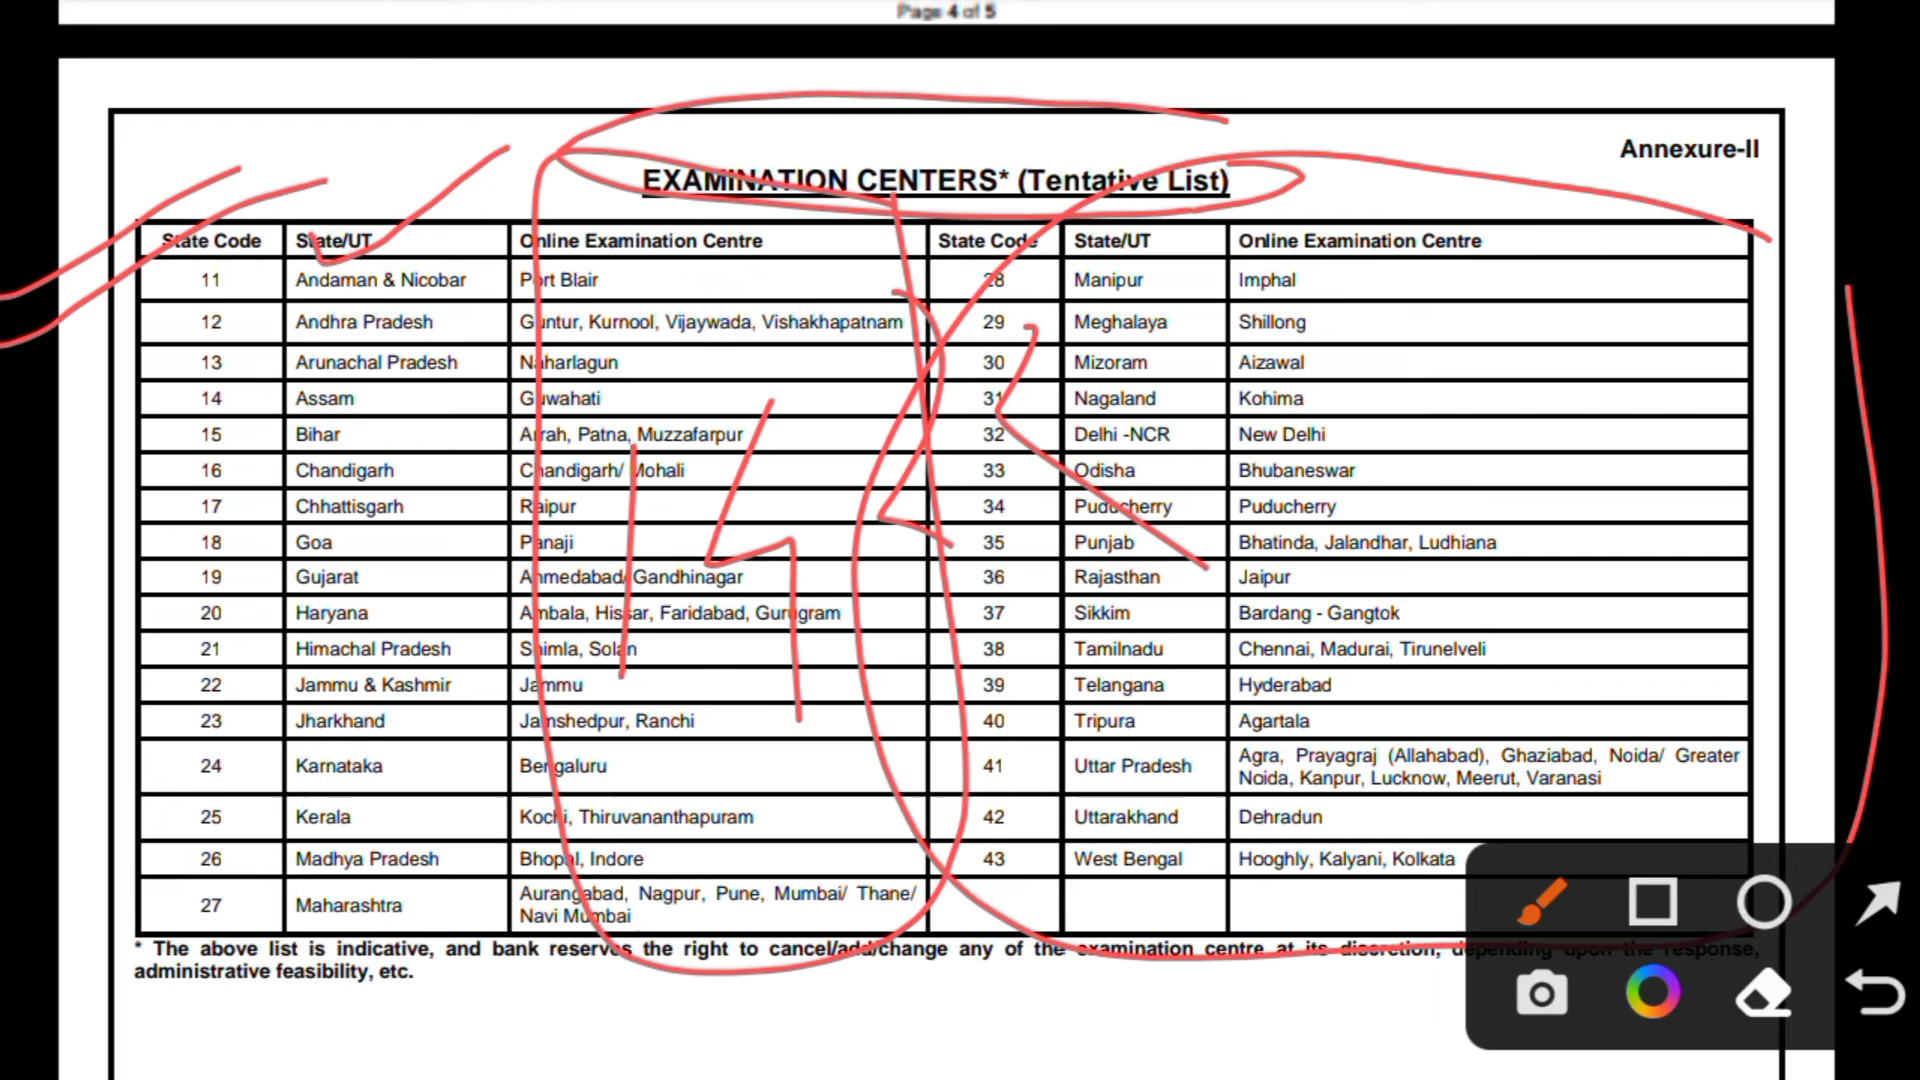 Page 4 of 5
Annexure-II
EXAMINATION CENTERS* (Tentative List)
State Code State/UT Online Examination Centre State Code State/UT Online Examination Centre
11 Andaman & Nicobar Port Blair 28 Manipur Imphal
12 Andhra Pradesh Guntur, Kurnool, Vijaywada, Vishakhapatnam 29 Meghalaya Shillong
13 Arunachal Pradesh Naharlagun 30 Mizoram Aizawal
14 Assam Guwahati 31 Nagaland Kohima
15 Bihar Arrah, Patna, Muzzafarpur 32 Delhi -NCR New Delhi
16 Chandigarh Chandigarh/ Mohali 33 Odisha Bhubaneswar
17 Chhattisgarh Raipur 34 Puducherry Puducherry
18 Goa Panaji 35 Punjab Bhatinda, Jalandhar, Ludhiana
19 Gujarat Ahmedabad/ Gandhinagar 36 Rajasthan Jaipur
20 Haryana Ambala, Hissar, Faridabad, Gurugram 37 Sikkim Bardang - Gangtok
21 Himachal Pradesh Shimla, Solan 38 Tamilnadu Chennai, Madurai, Tirunelveli
22 Jammu & Kashmir Jammu 39 Telangana Hyderabad
23 Jharkhand Jamshedpur, Ranchi 40 Tripura Agartala
24 Karnataka Bengaluru 41 Uttar Pradesh Agra, Prayagraj (Allahabad), Ghaziabad, Noida/ Greater
Noida, Kanpur, Lucknow, Meerut, Varanasi
25 Kerala Kochi, Thiruvananthapuram 42 Uttarakhand Dehradun
26 Madhya Pradesh Bhopal, Indore 43 West Bengal Hooghly, Kalyani, Kolkata
27 Maharashtra Aurangabad, Nagpur, Pune, Mumbai/ Thane/
Navi Mumbai
* The above list is indicative, and bank reserves the right to cancel/add/change any of the examination centre at its discretion, depending upon the response,
administrative feasibility, etc.